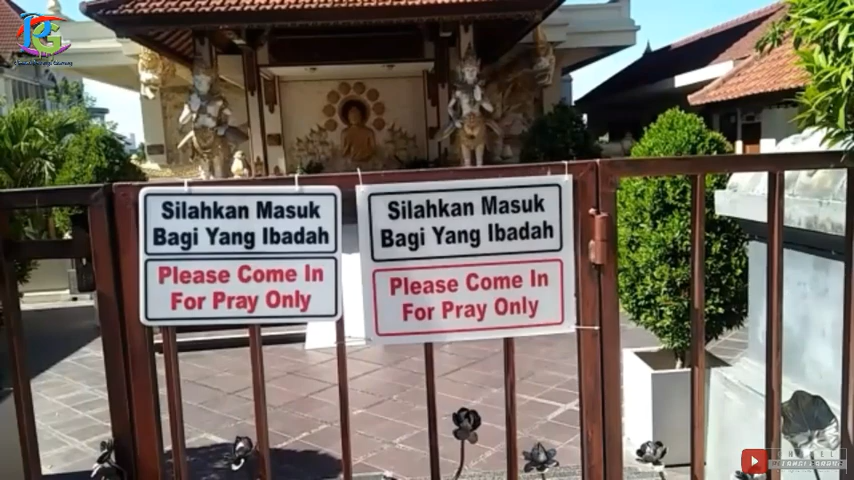 PG
Silahkan Masuk
Bagi Yang Ibadah
Please Come In
For Pray Only
Silahkan Masuk
Bagi Yang Ibadah
Please Come In
For Pray Only